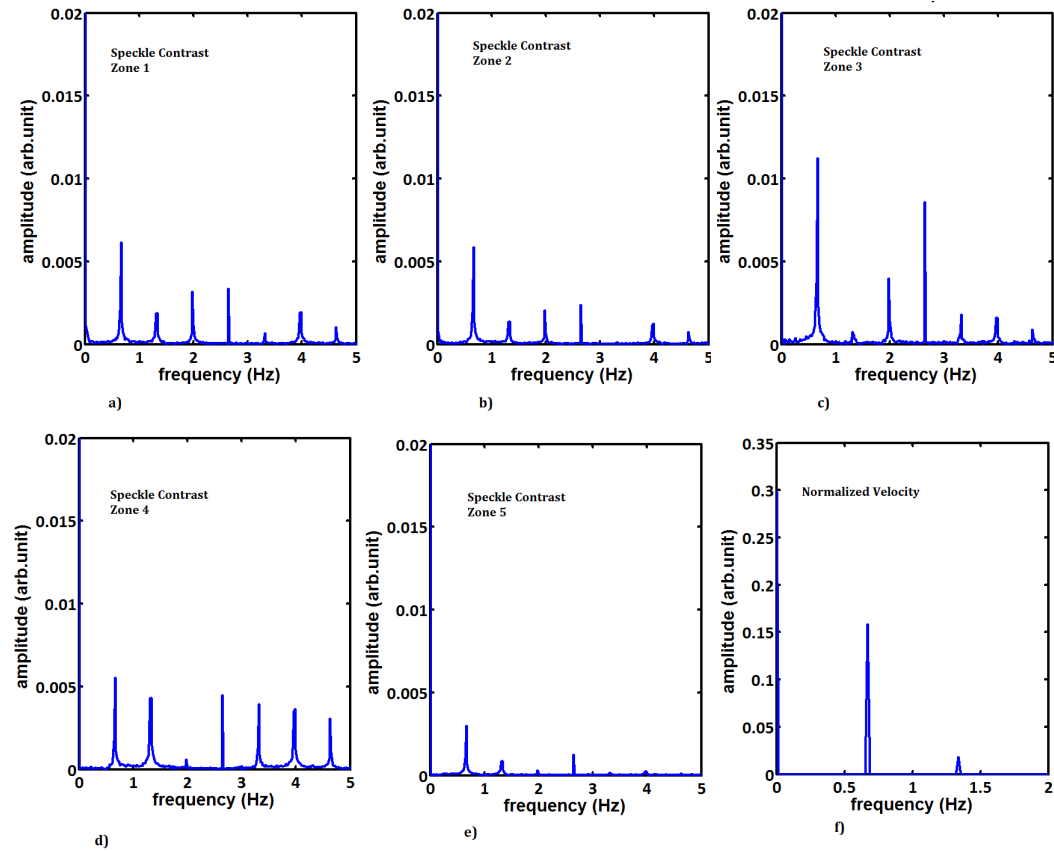 0.02
0.015
0.01
0.005
0
Speckle Contrast
Zone 1
amplitude (arb.unit)
0 1 2 3 4 5
frequency (Hz)
a)
0.02
0.015
0.01
0.005
0
Speckle Contrast
Zone 2
amplitude (arb.unit)
0 1 2 3 4 5
frequency (Hz)
b)
0.02
0.015
0.01
0.005
0
Speckle Contrast
Zone 3
amplitude (arb.unit)
0 1 2 3 4 5
frequency (Hz)
c)
0.02
0.015
0.01
0.005
0
Speckle Contrast
Zone 4
amplitude (arb.unit)
0 1 2 3 4 5
frequency (Hz)
d)
0.02
0.015
0.01
0.005
0
Speckle Contrast
Zone 5
amplitude (arb.unit)
0 1 2 3 4 5
frequency (Hz)
e)
0.35
0.3
0.25
0.2
0.15
0.1
0.05
0
Normalized Velocity
amplitude (arb.unit)
0 0.5 1 1.5 2
frequency (Hz)
f)